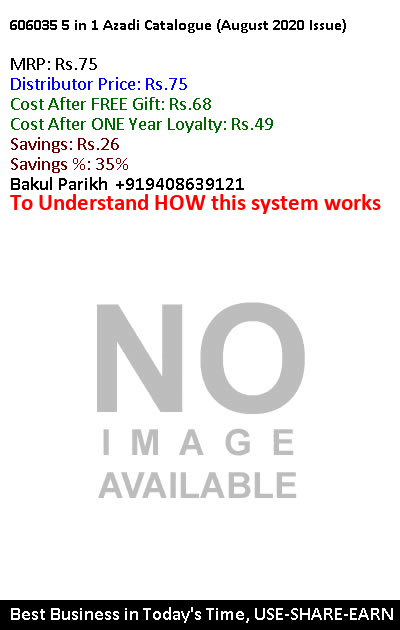 606035 5 in 1 Azadi Catalogue (August 2020 Issue)
MRP: Rs.75
Distributor Price: Rs.75
Cost After FREE Gift: Rs.68
Cost After ONE Year Loyalty: Rs.49
Savings: Rs.26
Savings %: 35%
Bakul Parikh +919408639121
To Understand HOW this system works
NO
IMAGE
AVAILABLE
Best Business in Today's Time, USE-SHARE-EARN